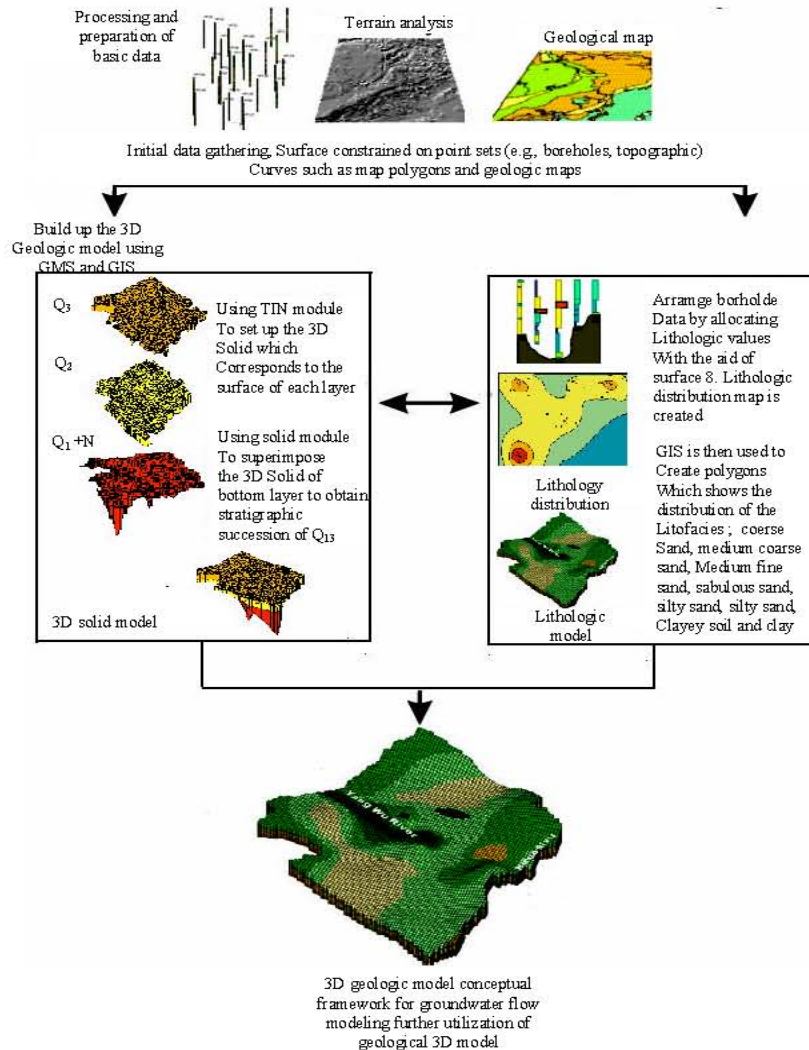 Processing and
preparation of
basic data
Terrain analysis
Geological map
Initial data gathering, Surface constrained on point sets (e.g., boreholes, topographic)
Curves such as map polygons and geologic maps
Build up the 3D
Geologic model using
GMS and GIS
Q3
Using TIN module
To set up the 3D
Solid which
Corresponds to the
surface of each layer
Q2
Q1 +N
Using solid module
To superimpose
the 3D Solid of
bottom layer to obtain
stratigraphic
succession of Q13
3D solid model
Arramge borholde
Data by allocating
Lithologic values
With the aid of
surface 8. Lithologic
distribution map is
created
Lithology
distribution
Lithologic
model
GIS is then used to
Create polygons
Which shows the
distribution of the
Litofacies ; coerse
Sand, medium coarse
sand, Medium fine
sand, sabulous sand,
silty sand, silty sand,
Clayey soil and clay
Yang Wu River
3D geologic model conceptual
framework for groundwater flow
modeling further utilization of
geological 3D model